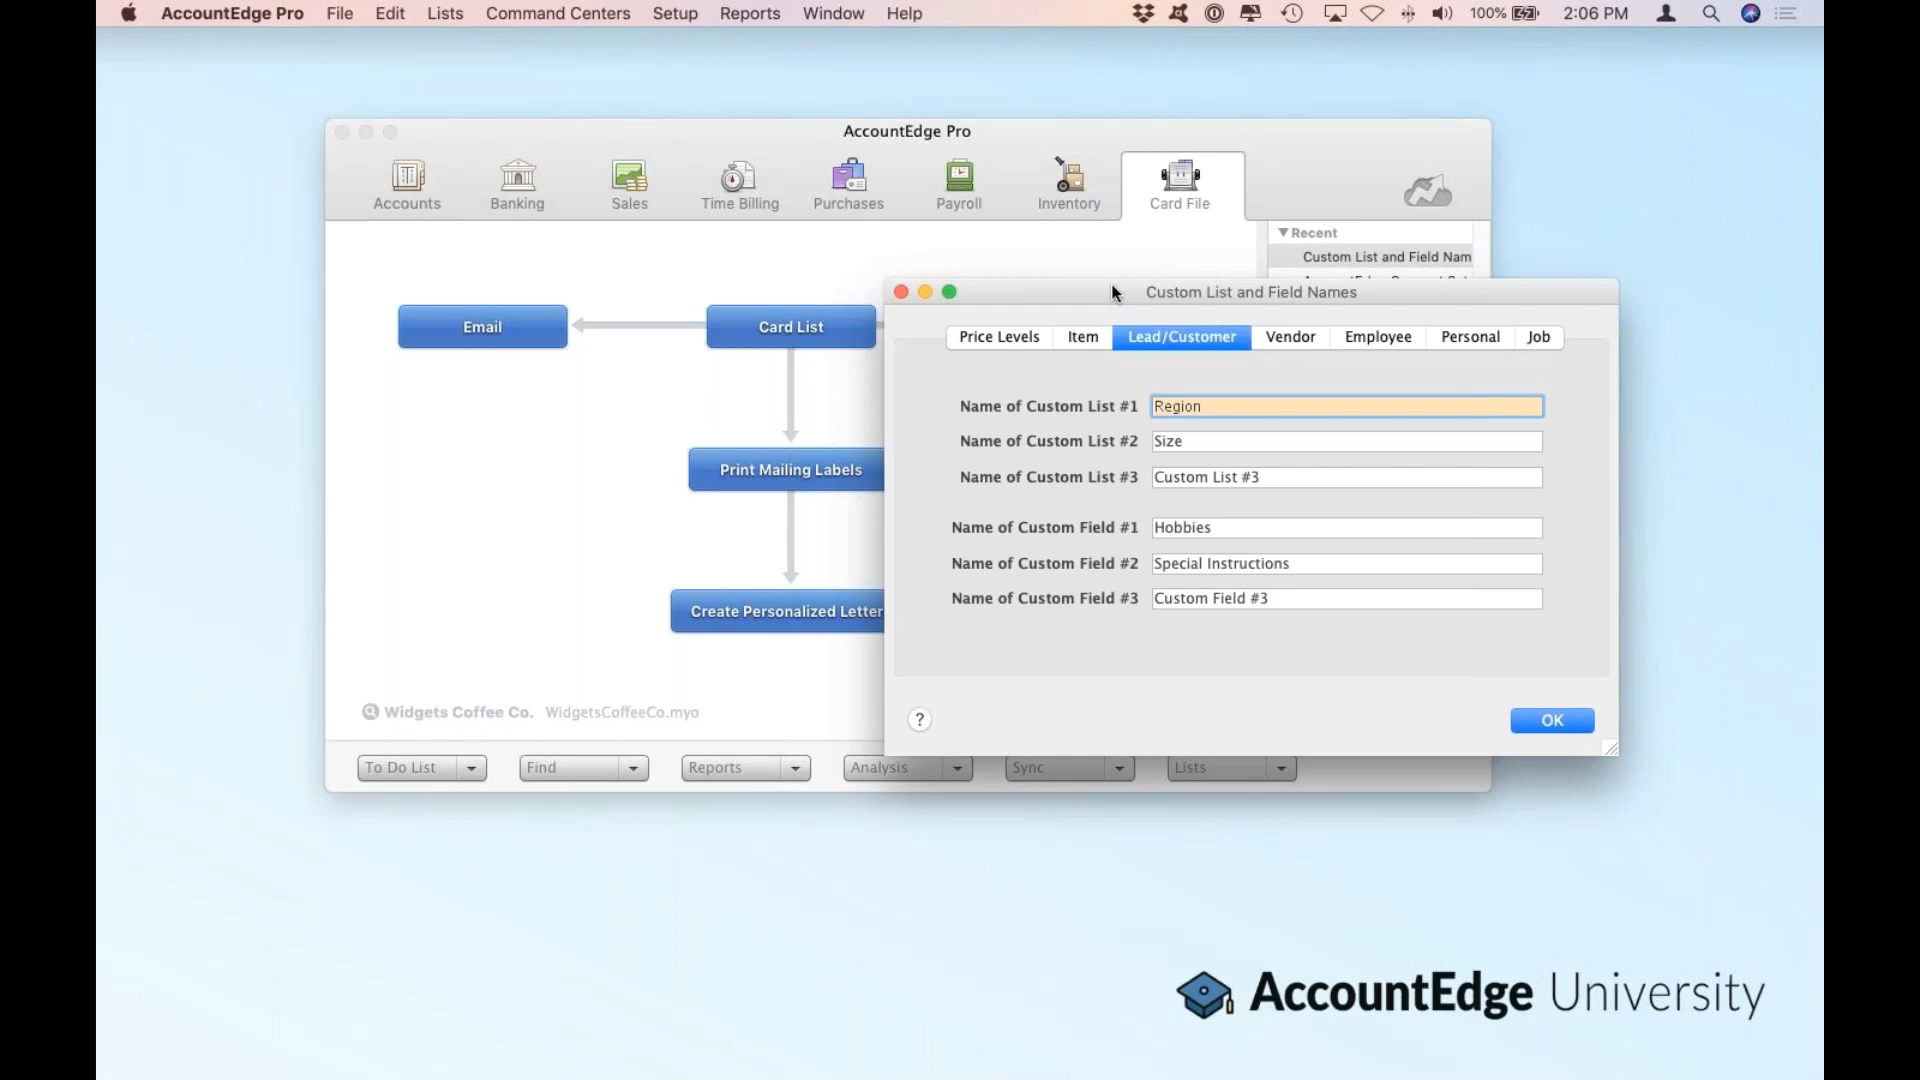 AccountEdge Pro File Edit Lists Command Centers Setup Reports Window Help 100% 2:06 PM
AccountEdge Pro
Accounts Banking Sales Time Billing Purchases Payroll Inventory Card File
Recent
Custom List and Field Nam
Custom List and Field Names
Price Levels Item Lead/Customer Vendor Employee Personal Job
Email Card List
Name of Custom List #1 Region
Name of Custom List #2 Size
Print Mailing Labels
Name of Custom List #3 Custom List #3
Name of Custom Field #1 Hobbies
Name of Custom Field #2 Special Instructions
Name of Custom Field #3 Custom Field #3
Create Personalized Letter
Widgets Coffee Co. WidgetsCoffeeCo.myo
? OK
To Do List Find Reports Analysis Sync Lists
AccountEdge University